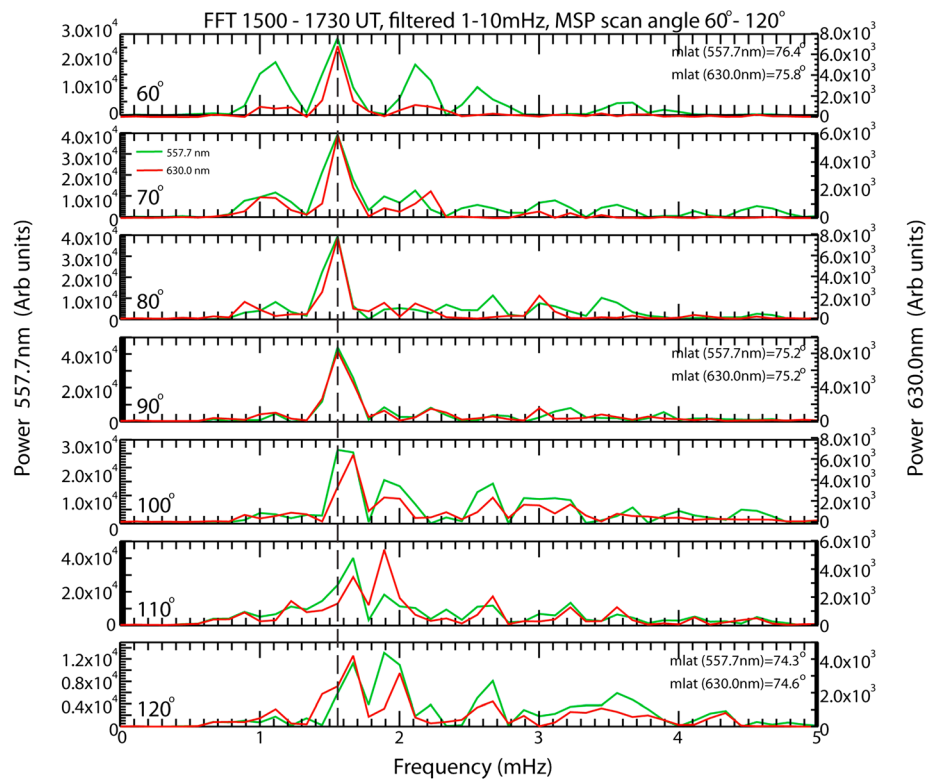 FFT 1500 - 1730 UT, filtered 1-10mHz, MSP scan angle 60°- 120°
3.0x10⁴ 8.0x10³
mlat (557.7nm)=76.4°
2.0x10⁴ 6.0x10³
mlat (630.0nm)=75.8°
4.0x10³
1.0x10⁴ 2.0x10³
60°
0 0
4.0x10⁴ 6.0x10³
557.7 nm
3.0x10⁴
630.0 nm
4.0x10³
2.0x10⁴
1.0x10⁴ 2.0x10³
70°
0 0
4.0x10⁴ 8.0x10³
3.0x10⁴ 6.0x10³
2.0x10⁴ 4.0x10³
1.0x10⁴ 2.0x10³
80°
0 0
mlat (557.7nm)=75.2°
4.0x10⁴ 8.0x10³
mlat (630.0nm)=75.2°
2.0x10⁴ 4.0x10³
90°
0 0
3.0x10⁴ 8.0x10³
2.0x10⁴ 6.0x10³
4.0x10³
1.0x10⁴ 2.0x10³
100°
0 0
6.0x10³
4.0x10⁴ 4.0x10³
2.0x10⁴ 2.0x10³
110°
0 0
1.2x10⁴ mlat (557.7nm)=74.3° 4.0x10³
mlat (630.0nm)=74.6°
0.8x10⁴ 2.0x10³
0.4x10⁴
120°
0
0 1 2 3 4 5
Frequency (mHz)
Power 557.7nm (Arb units)
Power 630.0nm (Arb units)